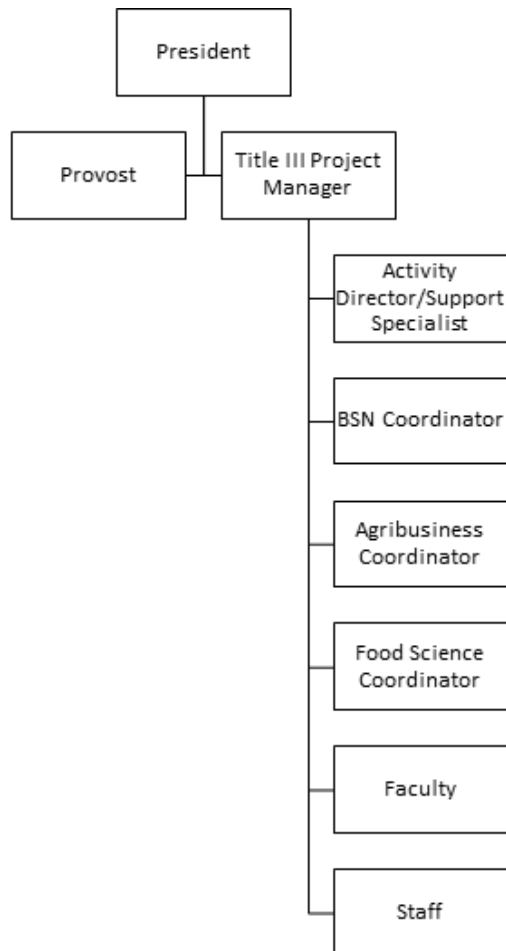 President
Provost
Title III Project
Manager
Activity
Director/Support
Specialist
BSN Coordinator
Agribusiness
Coordinator
Food Science
Coordinator
Faculty
Staff